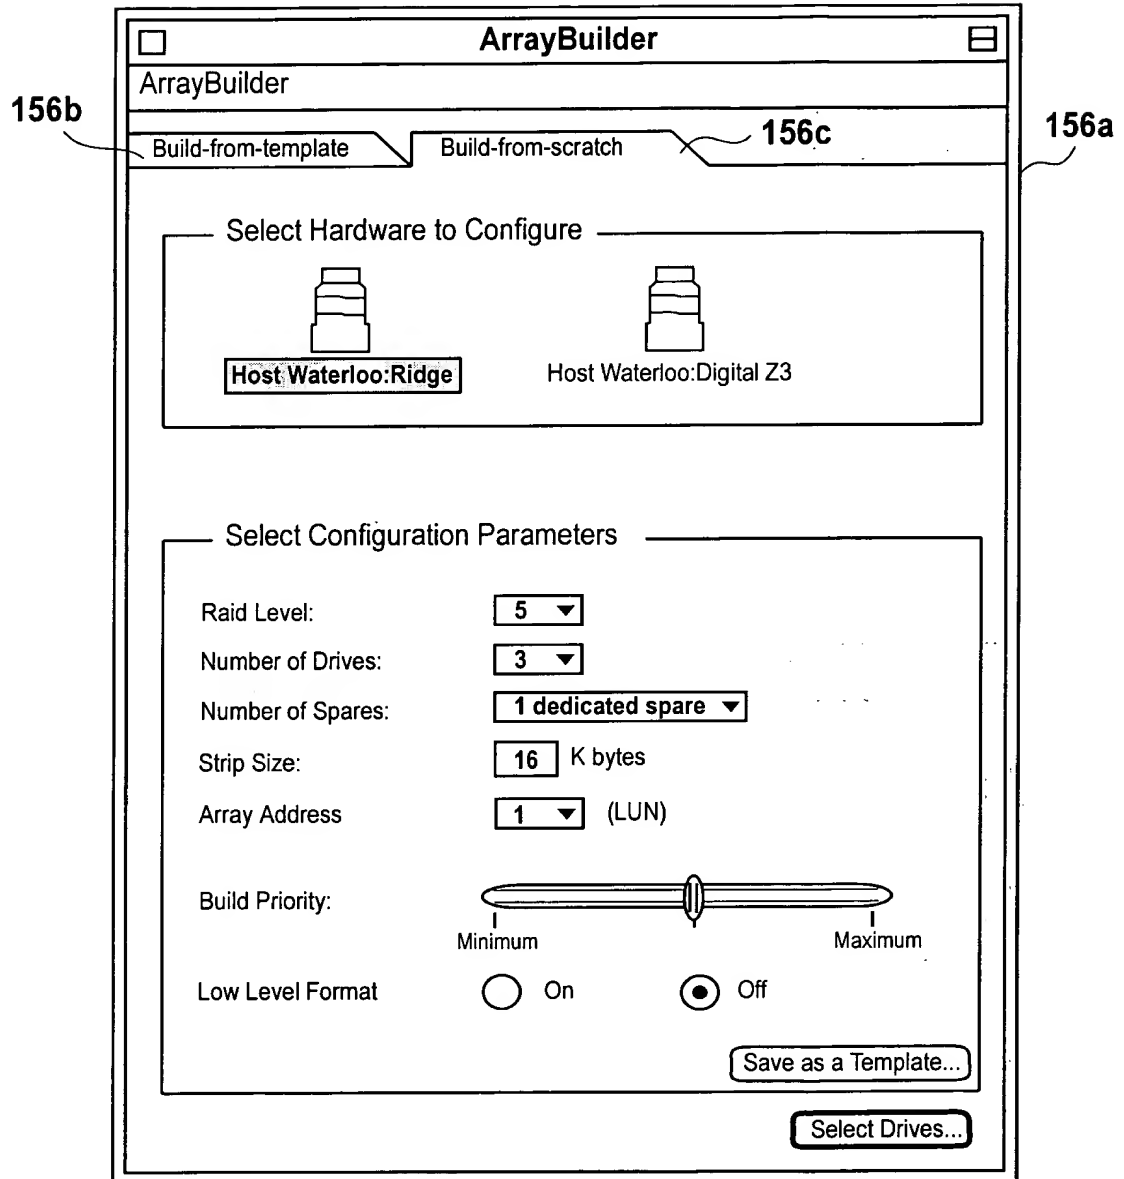 ArrayBuilder
ArrayBuilder
156b
156a
Build-from-template
Build-from-scratch
156c
Select Hardware to Configure
Host Waterloo:Ridge
Host Waterloo:Digital Z3
Select Configuration Parameters
Raid Level: 5
Number of Drives: 3
Number of Spares: 1 dedicated spare
Strip Size: 16 K bytes
Array Address 1 (LUN)
Build Priority:
Minimum Maximum
Low Level Format On Off
Save as a Template...
Select Drives...